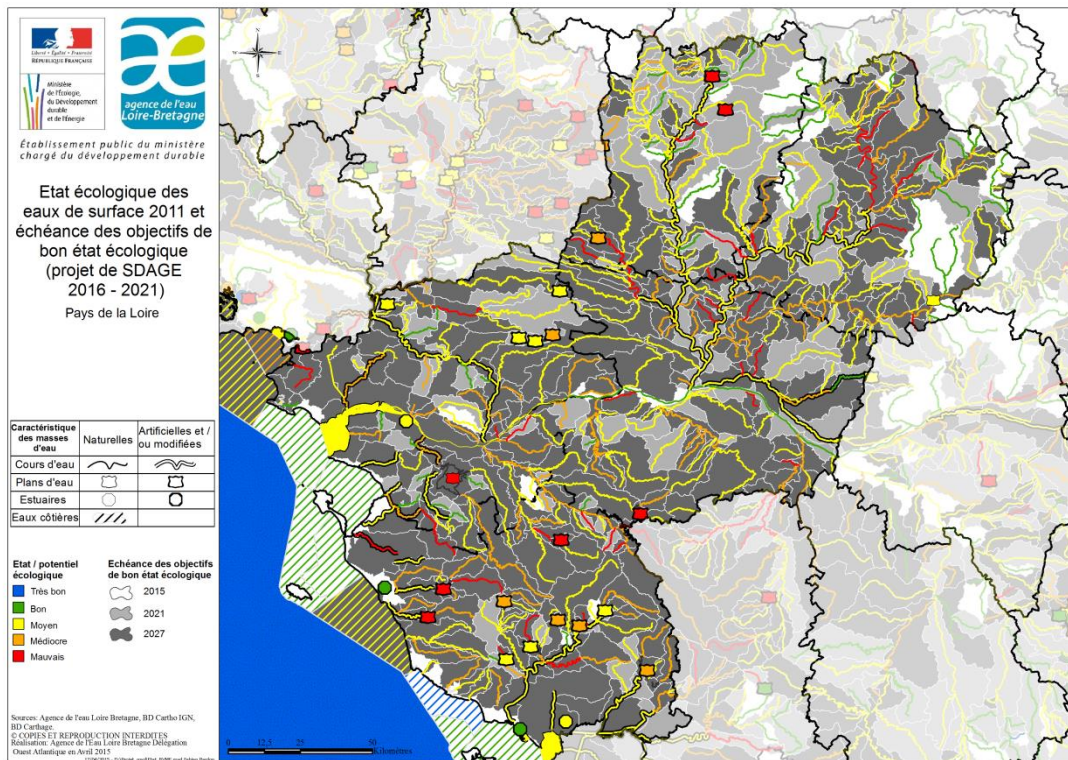 Liberté • Égalité • Fraternité
RÉPUBLIQUE FRANÇAISE
Ministère
de l'Écologie,
du Développement
durable
et de l'Énergie
agence de l'eau
Loire-Bretagne
Établissement public du ministère
chargé du développement durable
Etat écologique des
eaux de surface 2011 et
échéance des objectifs de
bon état écologique
(projet de SDAGE
2016 - 2021)
Pays de la Loire
Caractéristique
des masses
d'eau
Naturelles
Artificielles et /
ou modifiées
Cours d'eau
Plans d'eau
Estuaires
Eaux côtières
Etat / potentiel
écologique
Très bon
Bon
Moyen
Médiocre
Mauvais
Echéance des objectifs
de bon état écologique
2015
2021
2027
Sources: Agence de l'eau Loire Bretagne, BD Cartho IGN,
BD Carthage.
© COPIES ET REPRODUCTION INTERDITES
Réalisation: Agence de l'Eau Loire Bretagne Délégation
Ouest Atlantique en Avril 2015
N
W
E
S
0 12,5 25 50
Kilomètres